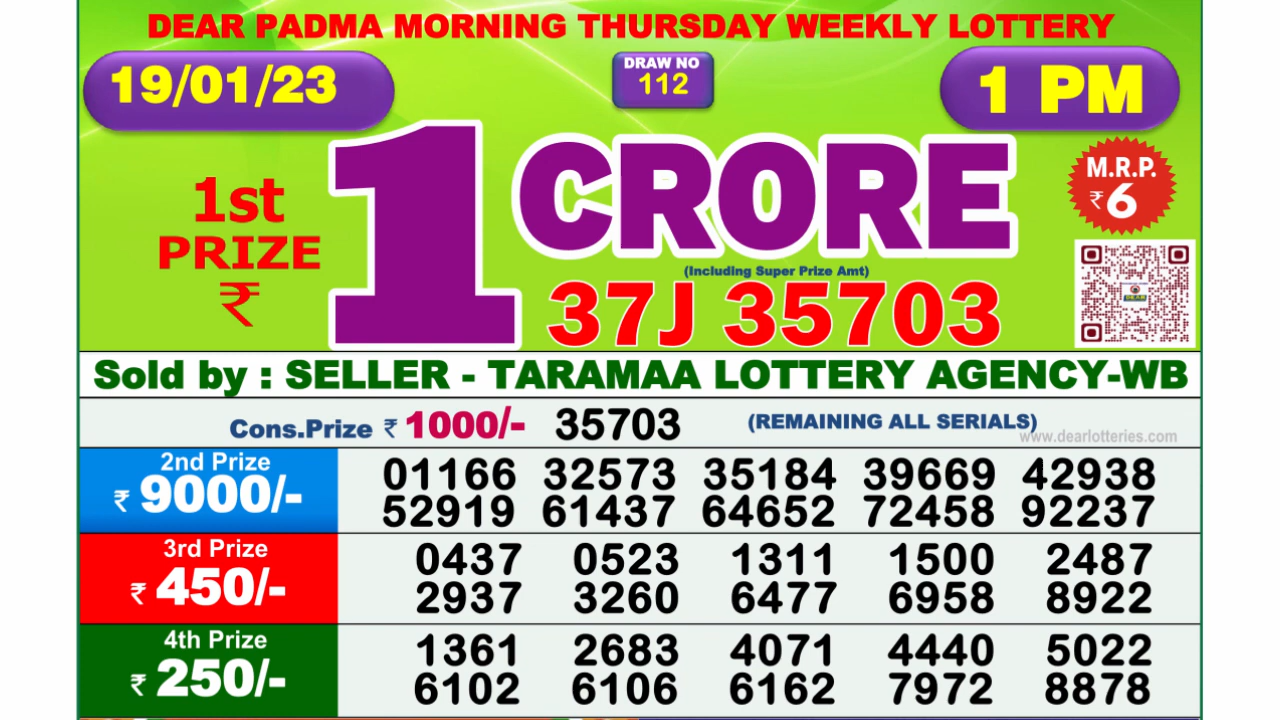 DEAR PADMA MORNING THURSDAY WEEKLY LOTTERY
19/01/23
DRAW NO
112
1 PM
1st
PRIZE
₹
1 CRORE
M.R.P.
₹6
(Including Super Prize Amt)
37J 35703
Sold by : SELLER - TARAMAA LOTTERY AGENCY-WB
Cons.Prize ₹ 1000/- 35703 (REMAINING ALL SERIALS)
www.dearlotteries.com
2nd Prize
₹ 9000/-
01166 32573 35184 39669 42938
52919 61437 64652 72458 92237
3rd Prize
₹ 450/-
0437 0523 1311 1500 2487
2937 3260 6477 6958 8922
4th Prize
₹ 250/-
1361 2683 4071 4440 5022
6102 6106 6162 7972 8878